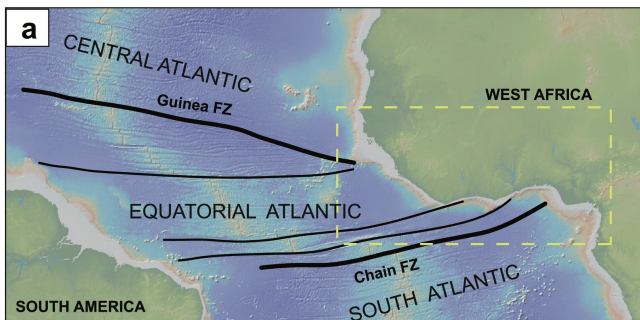 a
CENTRAL ATLANTIC
Guinea FZ
WEST AFRICA
EQUATORIAL ATLANTIC
Chain FZ
SOUTH ATLANTIC
SOUTH AMERICA